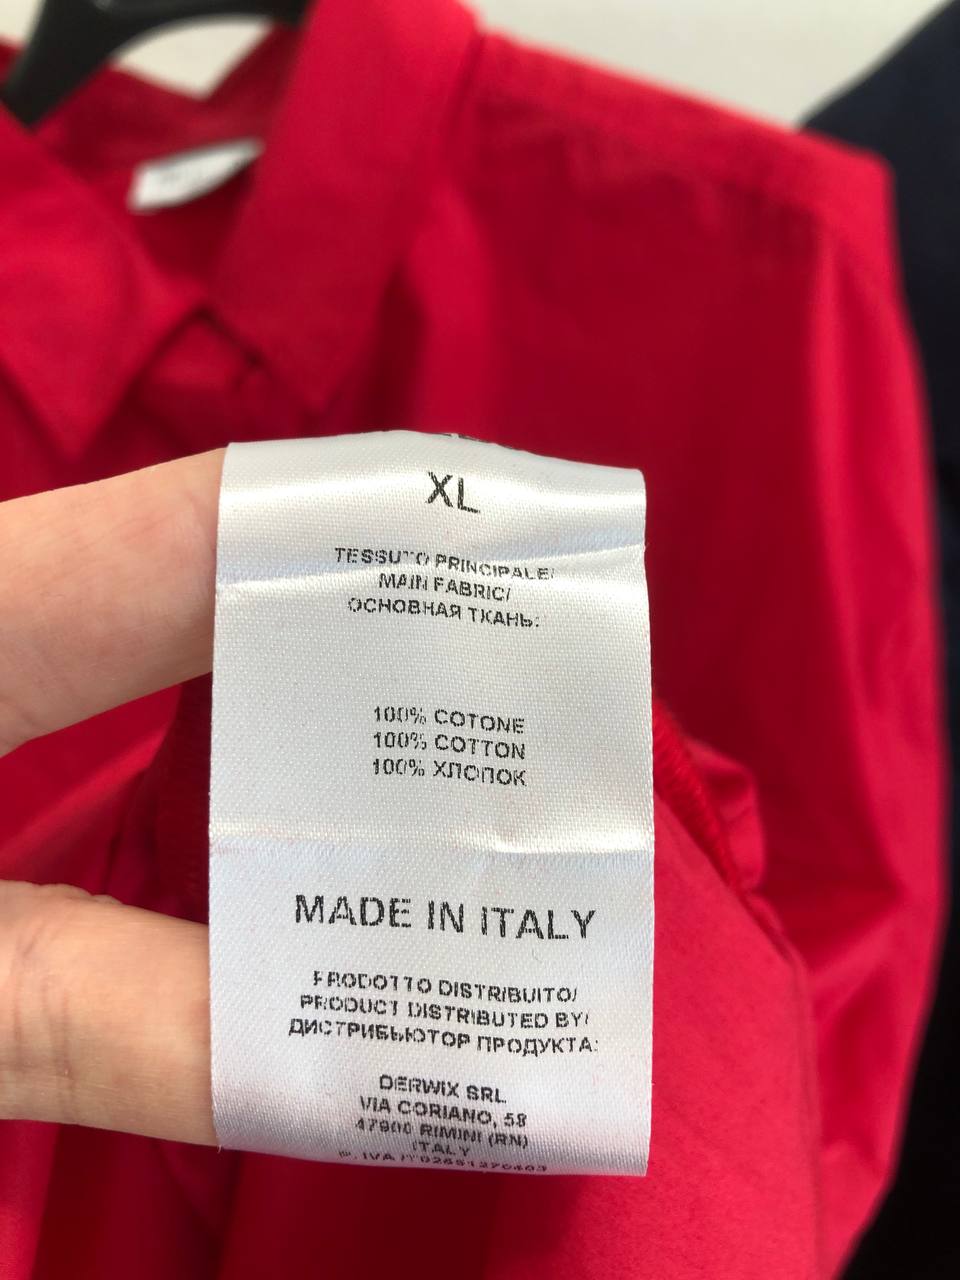 XL
TESSUTO PRINCIPALE/
MAIN FABRIC/
ОСНОВНАЯ ТКАНЬ:
100% COTONE
100% COTTON
100% ХЛОПОК
MADE IN ITALY
PRODOTTO DISTRIBUITO/
PRODUCT DISTRIBUTED BY/
ДИСТРИБЬЮТОР ПРОДУКТА:
DERWIX SRL
VIA CORIANO, 58
47900 RIMINI (RN)
ITALY
P. IVA